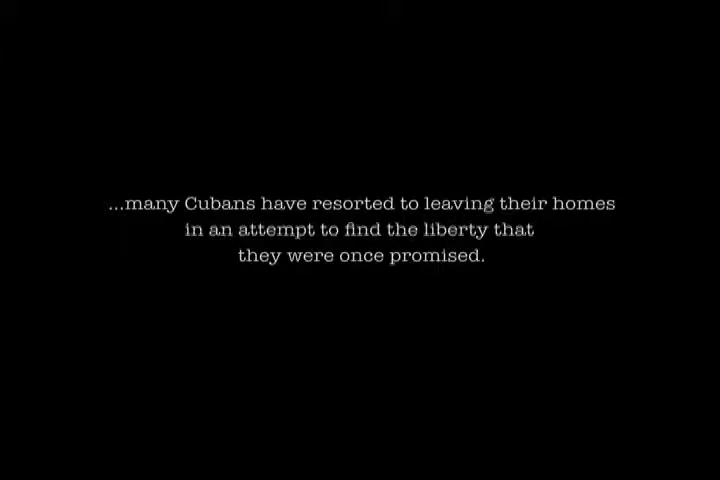 ...many Cubans have resorted to leaving their homes
in an attempt to find the liberty that
they were once promised.